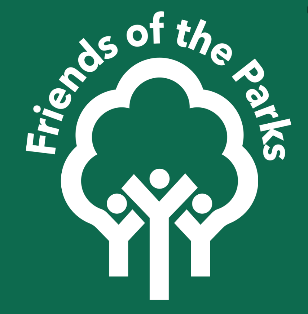 Friends of the Parks